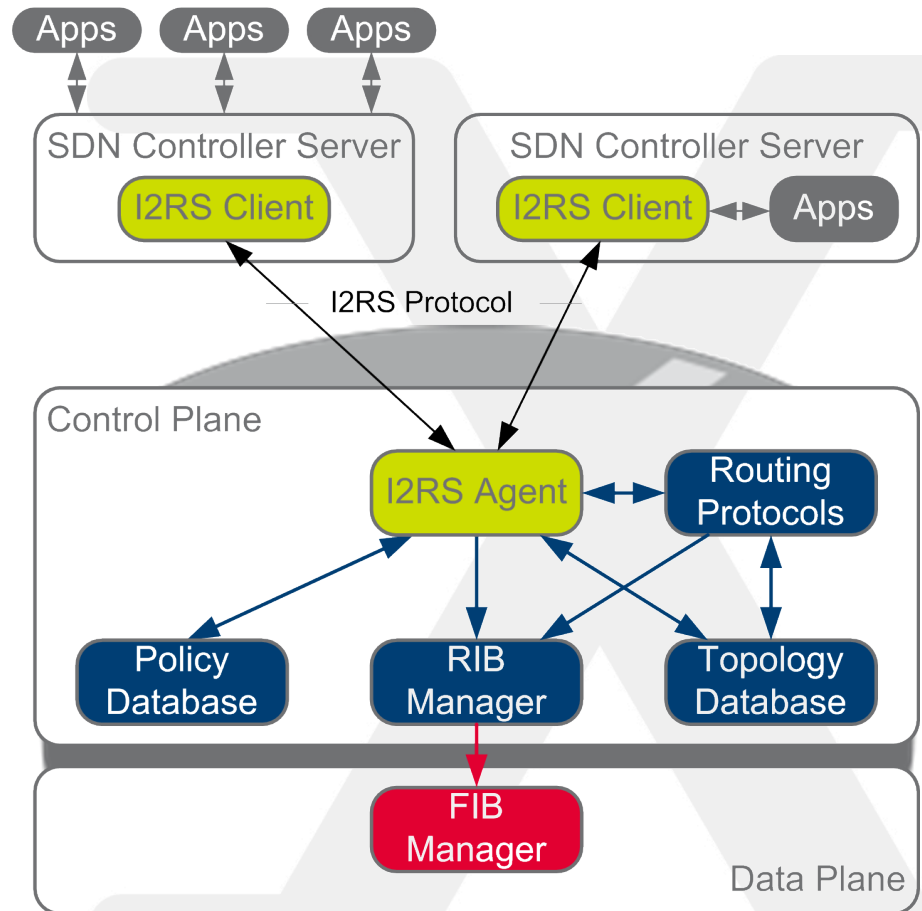 Apps
Apps
Apps
SDN Controller Server
I2RS Client
SDN Controller Server
I2RS Client
Apps
I2RS Protocol
Control Plane
I2RS Agent
Routing
Protocols
Policy
Database
RIB
Manager
Topology
Database
FIB
Manager
Data Plane